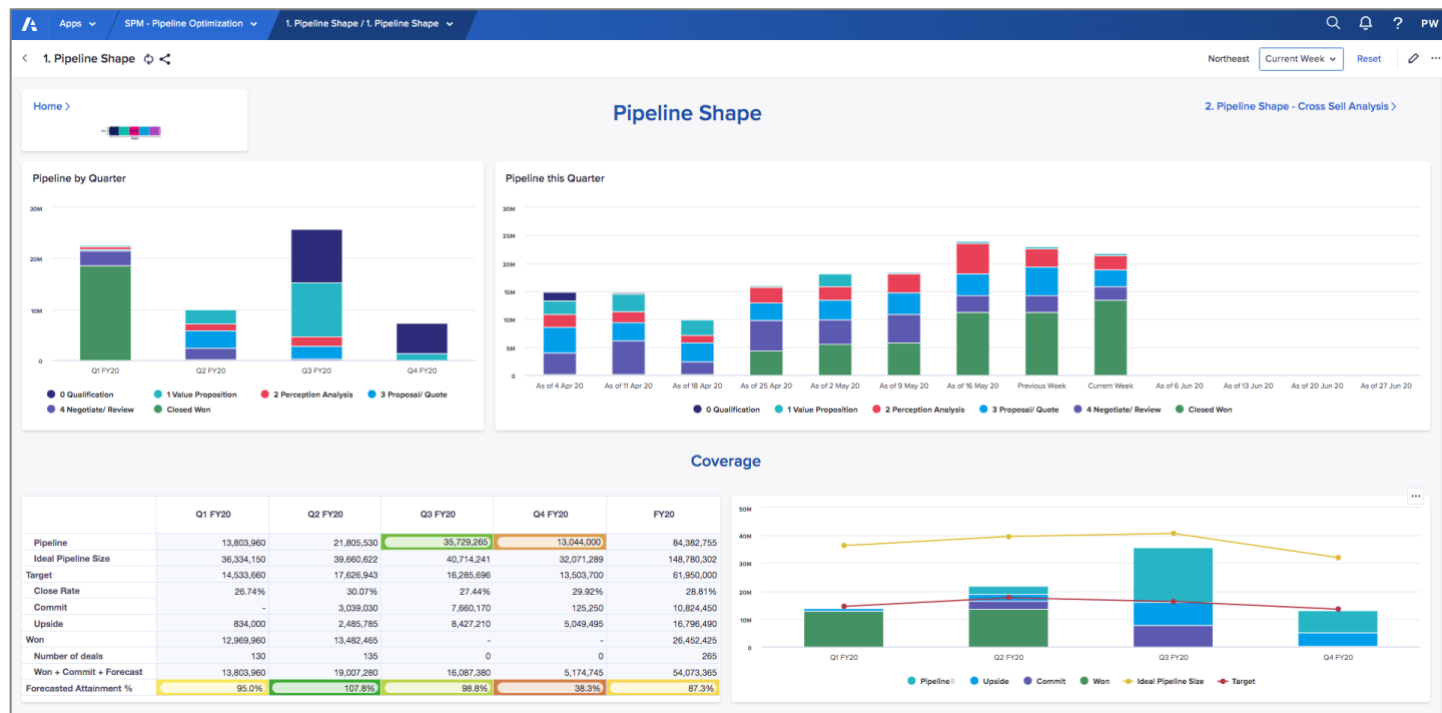 Apps SPM - Pipeline Optimization 1. Pipeline Shape / 1. Pipeline Shape PW
1. Pipeline Shape Northeast Current Week Reset
Home
Pipeline Shape
2. Pipeline Shape - Cross Sell Analysis
Pipeline by Quarter
30M
20M
10M
0
Q1 FY20 Q2 FY20 Q3 FY20 Q4 FY20
0 Qualification 1 Value Proposition 2 Perception Analysis 3 Proposal/ Quote
4 Negotiate/ Review Closed Won
Pipeline this Quarter
30M
25M
20M
15M
10M
5M
0
As of 4 Apr 20 As of 11 Apr 20 As of 18 Apr 20 As of 25 Apr 20 As of 2 May 20 As of 9 May 20 As of 16 May 20 Previous Week Current Week As of 6 Jun 20 As of 13 Jun 20 As of 20 Jun 20 As of 27 Jun 20
0 Qualification 1 Value Proposition 2 Perception Analysis 3 Proposal/ Quote 4 Negotiate/ Review Closed Won
Coverage
Q1 FY20 Q2 FY20 Q3 FY20 Q4 FY20 FY20
Pipeline 13,803,960 21,805,530 35,729,265 13,044,000 84,382,755
Ideal Pipeline Size 36,334,150 39,660,622 40,714,241 32,071,289 148,780,302
Target 14,533,660 17,626,943 16,285,696 13,503,700 61,950,000
Close Rate 26.74% 30.07% 27.44% 29.92% 28.81%
Commit - 3,039,030 7,660,170 125,250 10,824,450
Upside 834,000 2,485,785 8,427,210 5,049,495 16,796,490
Won 12,969,960 13,482,465 - - 26,452,425
Number of deals 130 135 0 0 265
Won + Commit + Forecast 13,803,960 19,007,280 16,087,380 5,174,745 54,073,365
Forecasted Attainment % 95.0% 107.8% 98.8% 38.3% 87.3%
50M
40M
30M
20M
10M
0
Q1 FY20 Q2 FY20 Q3 FY20 Q4 FY20
Pipeline Upside Commit Won Ideal Pipeline Size Target